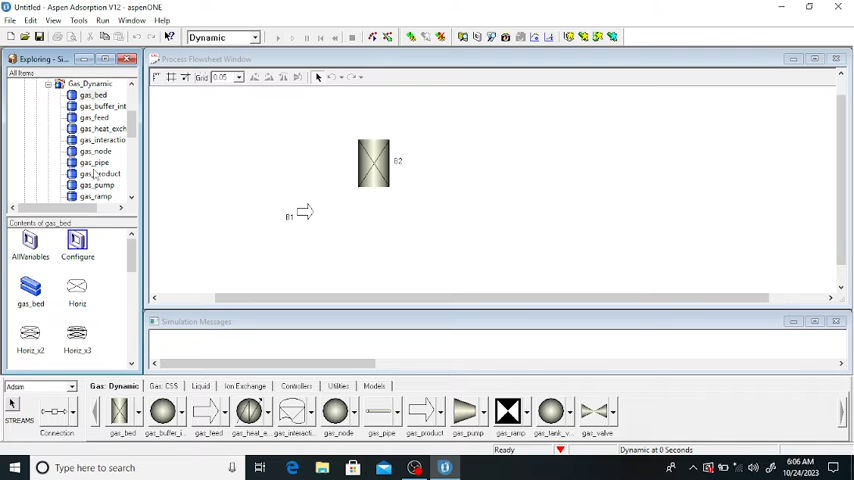 Untitled - Aspen Adsorption V12 - aspenONE
File Edit View Tools Run Window Help
Dynamic
Exploring - Si...
Process Flowsheet Window
All Items
Grid 0.05
Gas_Dynamic
gas_bed
gas_buffer_int
gas_feed
gas_heat_exch
gas_interactio
gas_node
gas_pipe
gas_product
gas_pump
gas_ramp
B2
B1
Contents of gas_bed
AllVariables Configure
gas_bed Horiz
Horiz_x2 Horiz_x3
Simulation Messages
Adsim Gas: Dynamic Gas: CSS Liquid Ion Exchange Controllers Utilities Models
STREAMS
Connection gas_bed gas_buffer_i... gas_feed gas_heat_e... gas_interacti... gas_node gas_pipe gas_product gas_pump gas_ramp gas_tank_v... gas_valve
Ready Dynamic at 0 Seconds
Type here to search
6:06 AM
10/24/2023